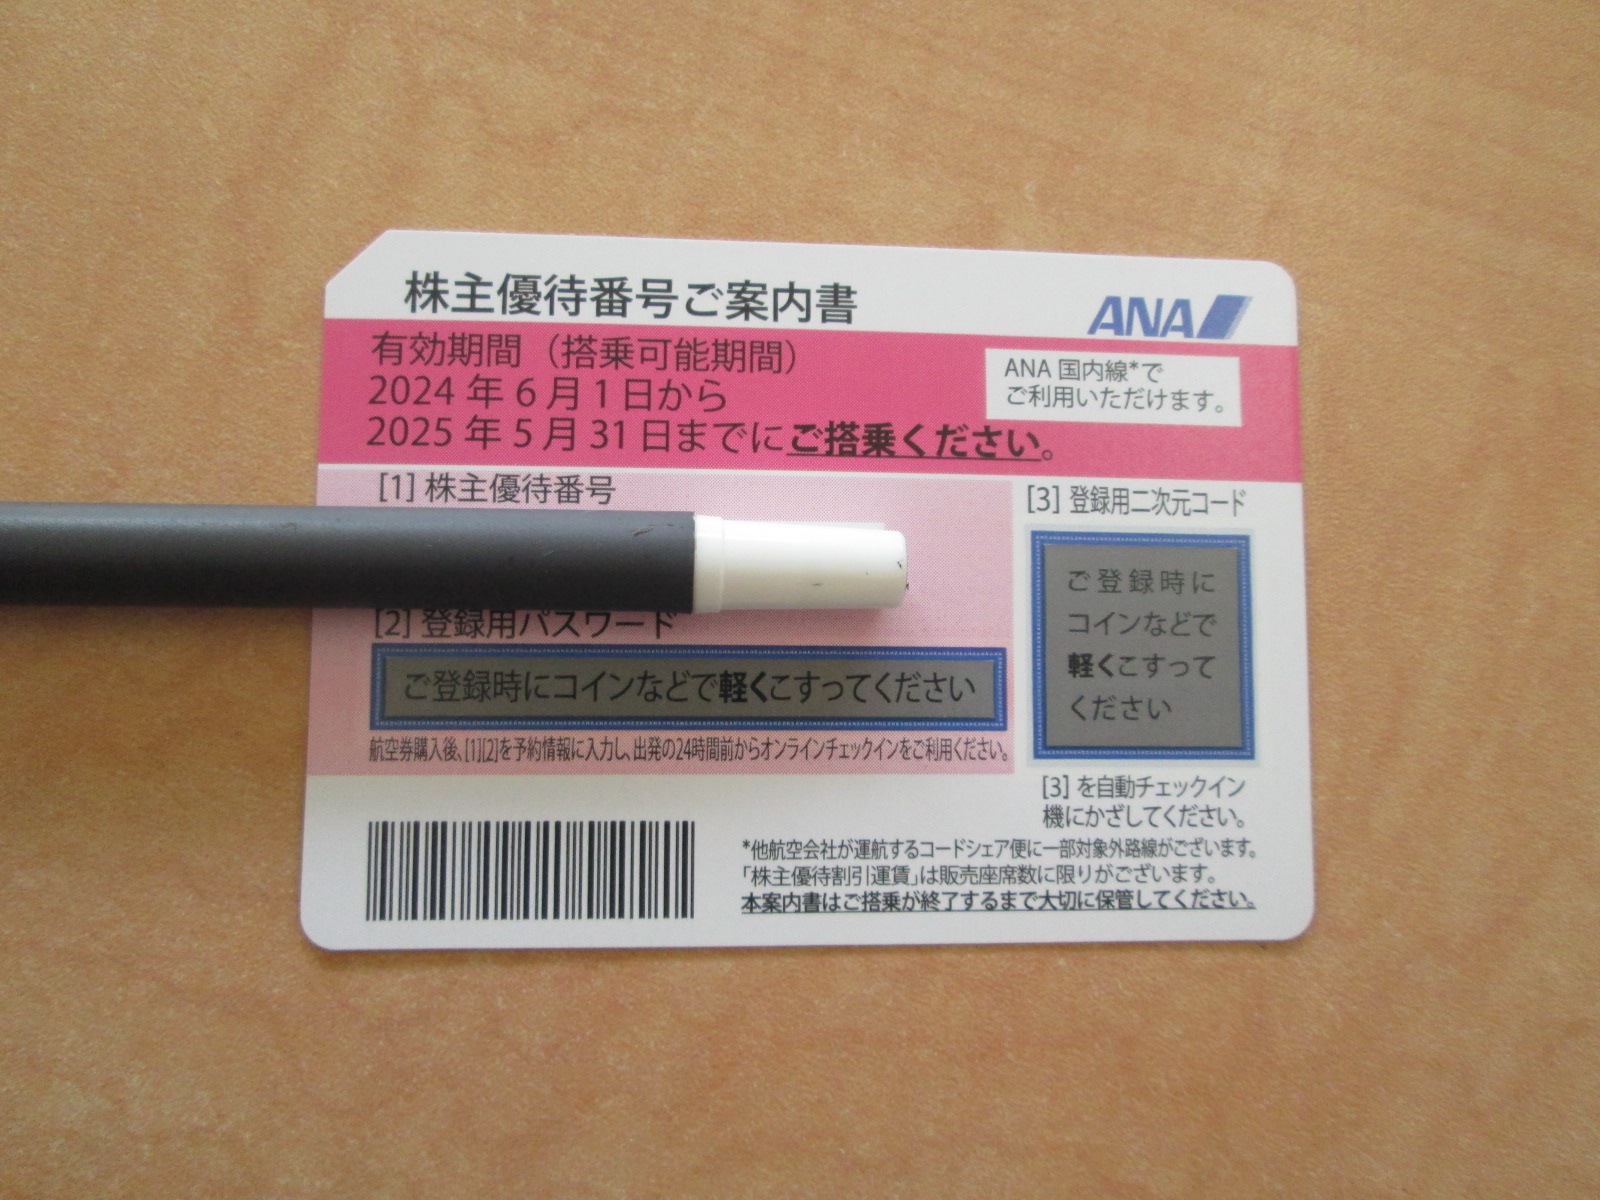 株主優待番号ご案内書
ANA
有効期間（搭乗可能期間）
2024年6月1日から
2025年5月31日までにご搭乗ください。
ANA国内線*で
ご利用いただけます。
[1] 株主優待番号
[2] 登録用パスワード
ご登録時にコインなどで軽くこすってください
航空券購入後、[1][2]を予約情報に入力し、出発の24時間前からオンラインチェックインをご利用ください。
[3] 登録用二次元コード
ご登録時に
コインなどで
軽くこすって
ください
[3] を自動チェックイン
機にかざしてください。
*他航空会社が運航するコードシェア便に一部対象外路線がございます。
「株主優待割引運賃」は販売座席数に限りがございます。
本案内書はご搭乗が終了するまで大切に保管してください。